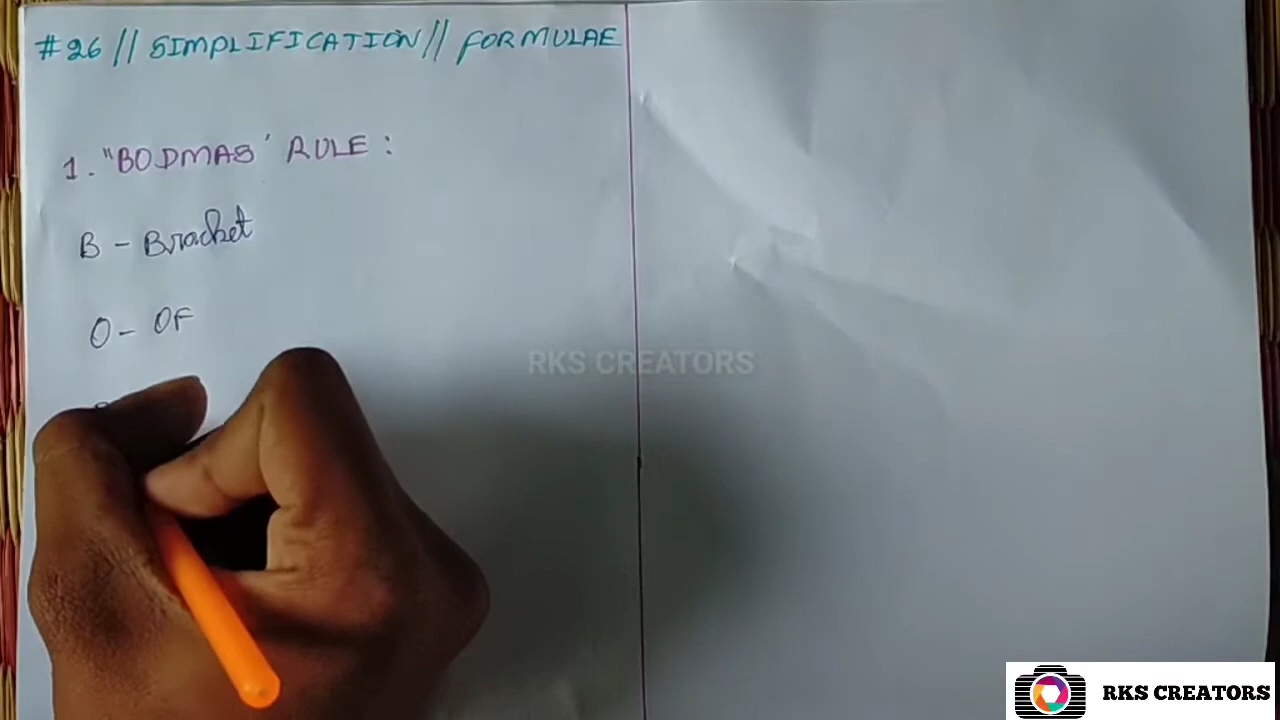 #26 // SIMPLIFICATION // FORMULAE
1. "BODMAS' RULE :
B - Bracket
O - OF
RKS CREATORS
RKS CREATORS